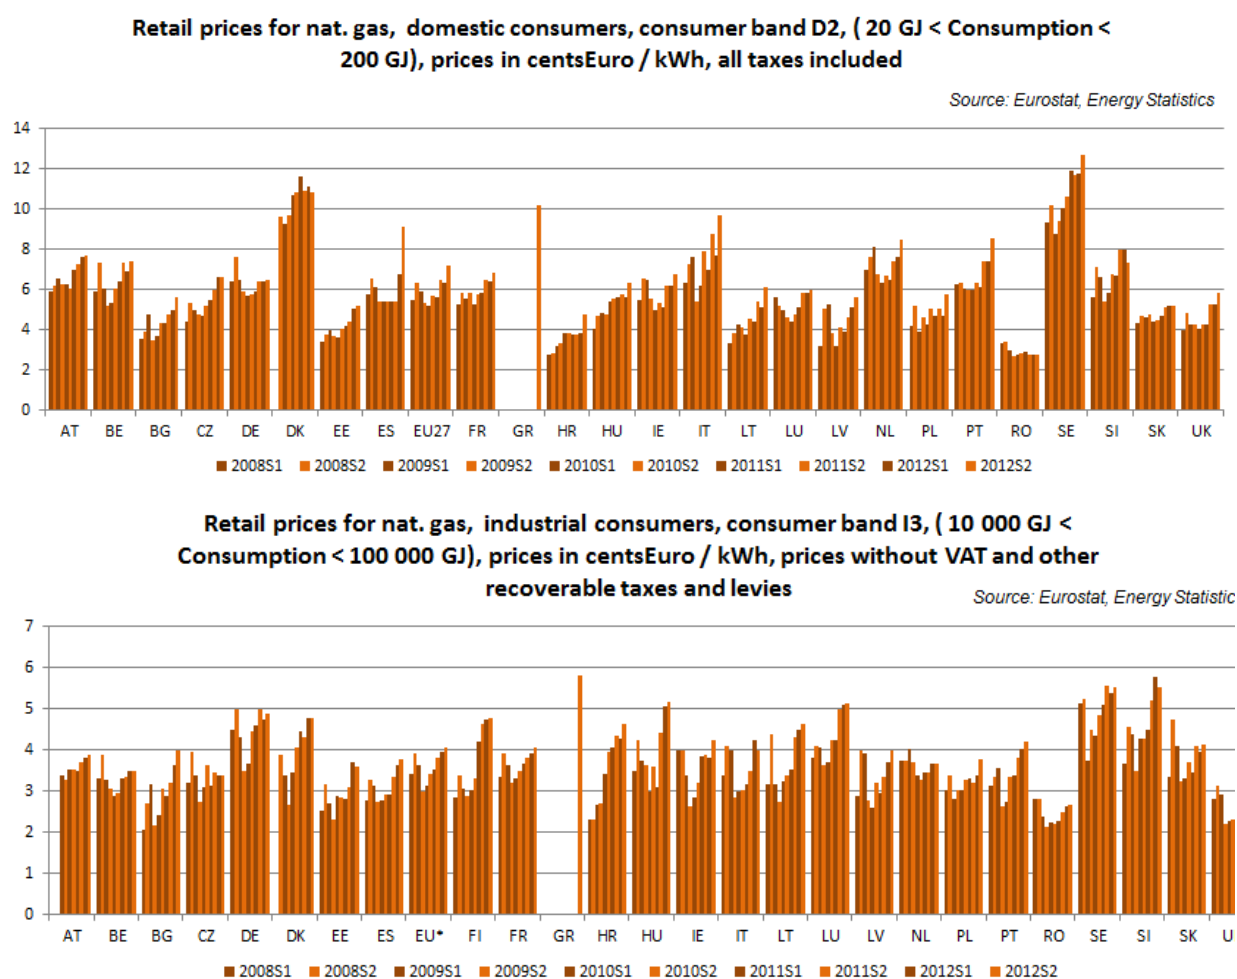 Retail prices for nat. gas, domestic consumers, consumer band D2, ( 20 GJ < Consumption <
200 GJ), prices in centsEuro / kWh, all taxes included
Source: Eurostat, Energy Statistics
14
12
10
8
6
4
2
0
AT BE BG CZ DE DK EE ES EU27 FR GR HR HU IE IT LT LU LV NL PL PT RO SE SI SK UK
2008S1 2008S2 2009S1 2009S2 2010S1 2010S2 2011S1 2011S2 2012S1 2012S2
Retail prices for nat. gas, industrial consumers, consumer band I3, ( 10 000 GJ <
Consumption < 100 000 GJ), prices in centsEuro / kWh, prices without VAT and other
recoverable taxes and levies
Source: Eurostat, Energy Statistic
7
6
5
4
3
2
1
0
AT BE BG CZ DE DK EE ES EU* FI FR GR HR HU IE IT LT LU LV NL PL PT RO SE SI SK U
2008S1 2008S2 2009S1 2009S2 2010S1 2010S2 2011S1 2011S2 2012S1 2012S2